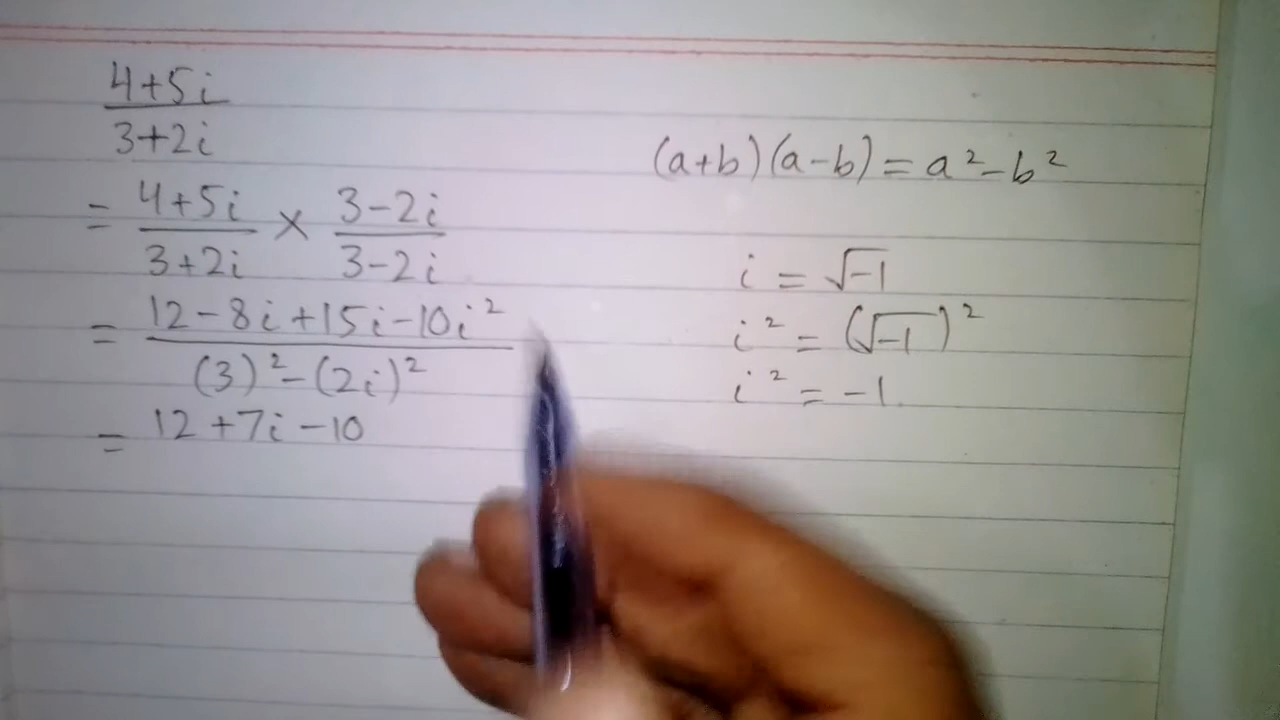 4+5i
3+2i
= 4+5i / 3+2i × 3-2i / 3-2i
= 12-8i+15i-10i² / (3)²-(2i)²
= 12+7i-10
(a+b)(a-b)=a²-b²
i = √-1
i² = (√-1)²
i² = -1